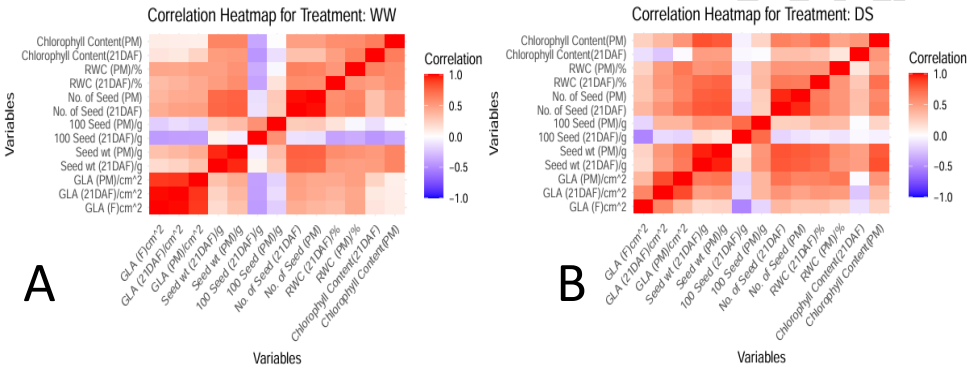 Correlation Heatmap for Treatment: WW
Chlorophyll Content(PM)
Chlorophyll Content(21DAF)
RWC (PM)/%
RWC (21DAF)/%
No. of Seed (PM)
No. of Seed (21DAF)
100 Seed (PM)/g
100 Seed (21DAF)/g
Seed wt (PM)/g
Seed wt (21DAF)/g
GLA (PM)/cm^2
GLA (21DAF)/cm^2
GLA (F)cm^2
Variables
GLA (F)cm^2
GLA (21DAF)/cm^2
GLA (PM)/cm^2
Seed wt (21DAF)/g
Seed wt (PM)/g
100 Seed (21DAF)/g
100 Seed (PM)/g
No. of Seed (21DAF)
No. of Seed (PM)
RWC (21DAF)/%
RWC (PM)/%
Chlorophyll Content(21DAF)
Chlorophyll Content(PM)
Variables
Correlation
1.0
0.5
0.0
−0.5
−1.0
A
Correlation Heatmap for Treatment: DS
Chlorophyll Content(PM)
Chlorophyll Content(21DAF)
RWC (PM)/%
RWC (21DAF)/%
No. of Seed (PM)
No. of Seed (21DAF)
100 Seed (PM)/g
100 Seed (21DAF)/g
Seed wt (PM)/g
Seed wt (21DAF)/g
GLA (PM)/cm^2
GLA (21DAF)/cm^2
GLA (F)cm^2
Variables
GLA (F)cm^2
GLA (21DAF)/cm^2
GLA (PM)/cm^2
Seed wt (21DAF)/g
Seed wt (PM)/g
100 Seed (21DAF)/g
100 Seed (PM)/g
No. of Seed (21DAF)
No. of Seed (PM)
RWC (21DAF)/%
RWC (PM)/%
Chlorophyll Content(21DAF)
Chlorophyll Content(PM)
Variables
Correlation
1.0
0.5
0.0
−0.5
−1.0
B